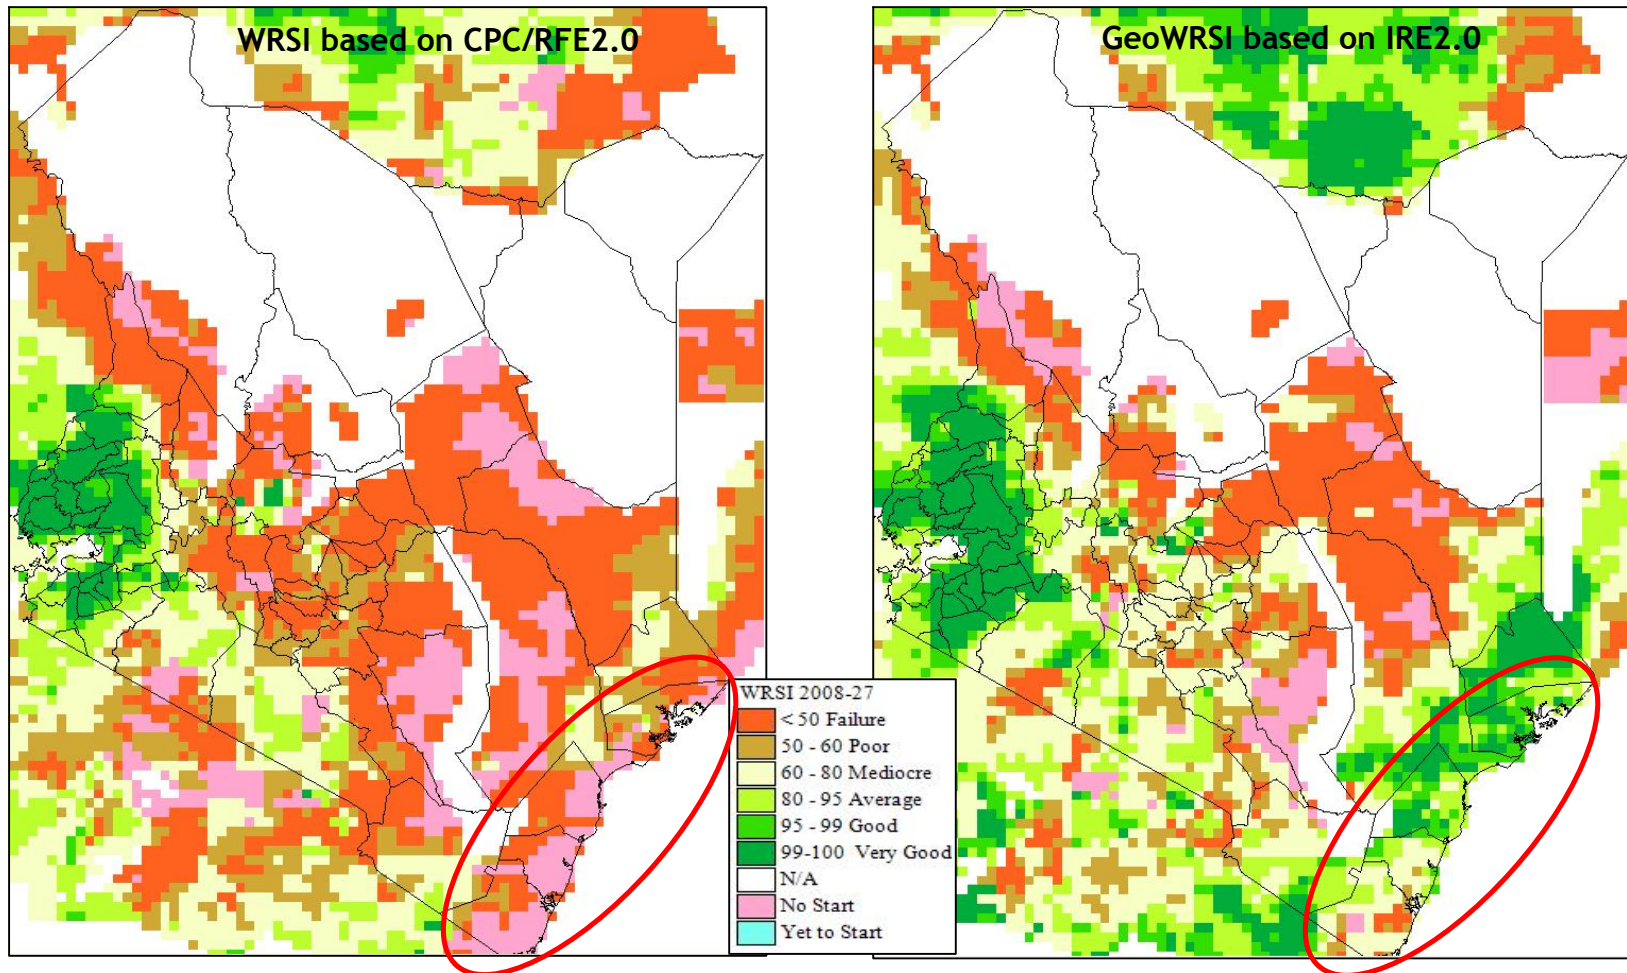 WRSI based on CPC/RFE2.0
GeoWRSI based on IRE2.0
WRSI 2008-27
< 50 Failure
50 - 60 Poor
60 - 80 Mediocre
80 - 95 Average
95 - 99 Good
99-100 Very Good
N/A
No Start
Yet to Start